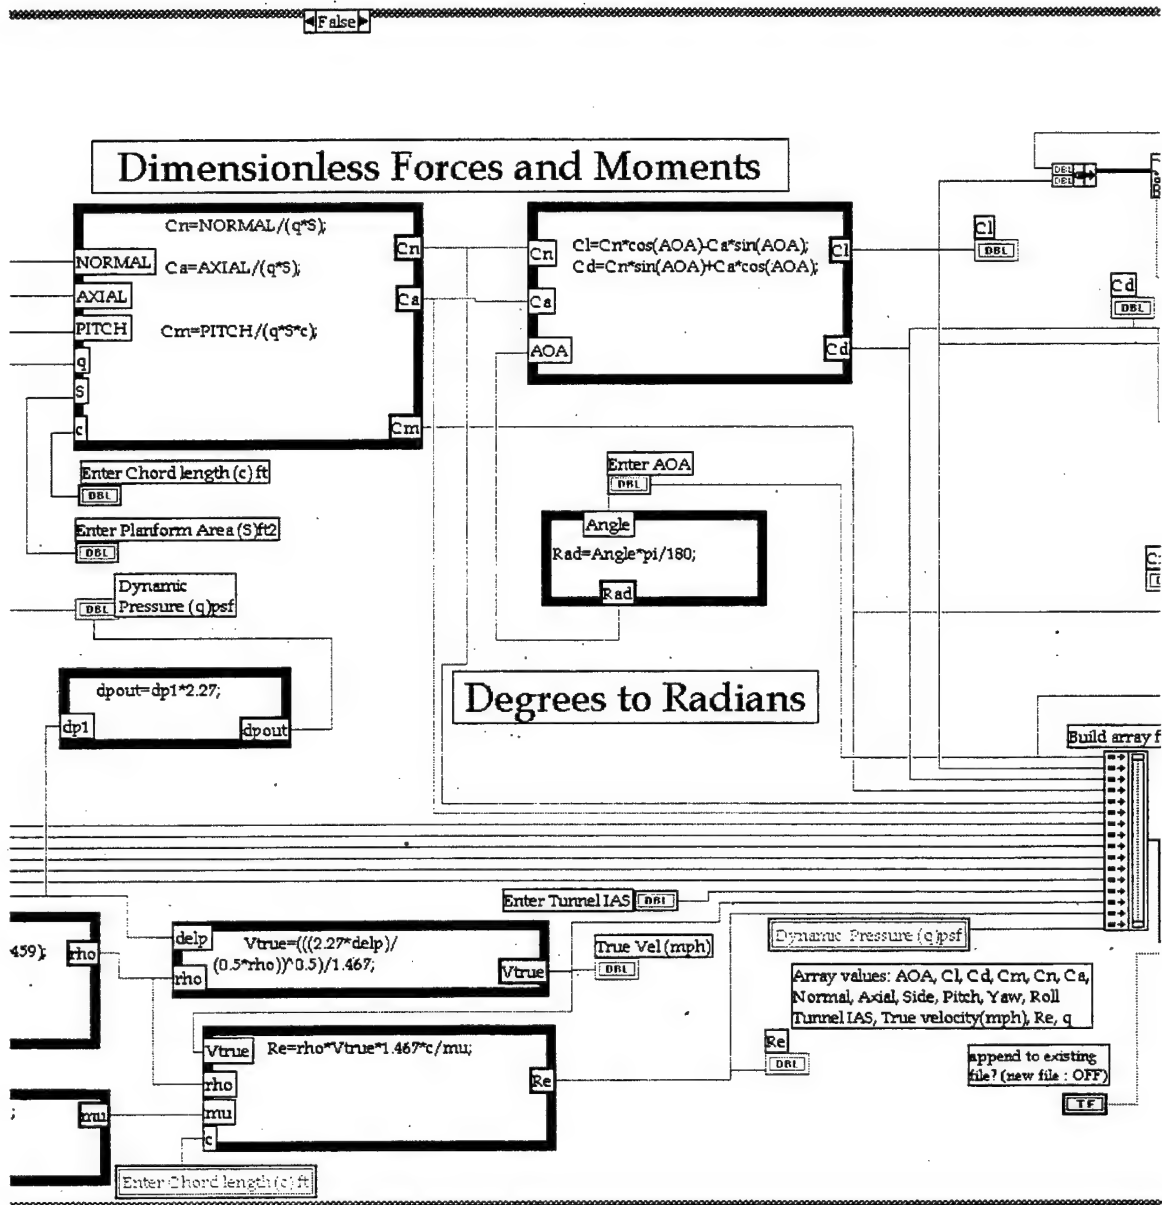 False
Dimensionless Forces and Moments
Cn=NORMAL/(q*S);
Ca=AXIAL/(q*S);
Cm=PITCH/(q*S*c);
NORMAL
AXIAL
PITCH
q
S
c
Cn
Ca
Cm
Cn
Ca
AOA
Cl=Cn*cos(AOA)-Ca*sin(AOA);
Cd=Cn*sin(AOA)+Ca*cos(AOA);
Cl
Cd
DBL
DBL
Cl
DBL
Cd
DBL
Enter Chord length (c) ft
DBL
Enter Planform Area (S)ft2
DBL
Dynamic
Pressure (q)psf
DBL
dpout=dp1*2.27;
dp1
dpout
Enter AOA
DBL
Angle
Rad=Angle*pi/180;
Rad
Degrees to Radians
Build array f
459);
rho
delp
rho
Vtrue=(((2.27*delp)/
(0.5*rho))^0.5)/1.467;
Vtrue
Enter Tunnel IAS
DBL
True Vel (mph)
DBL
Dynamic Pressure (q)psf
Array values: AOA, Cl, Cd, Cm, Cn, Ca,
Normal, Axial, Side, Pitch, Yaw, Roll
Tunnel IAS, True velocity(mph), Re, q
Vtrue
rho
mu
c
Re=rho*Vtrue*1.467*c/mu;
Re
Re
DBL
append to existing
file? (new file : OFF)
TF
;
mu
Enter Chord length (c) ft